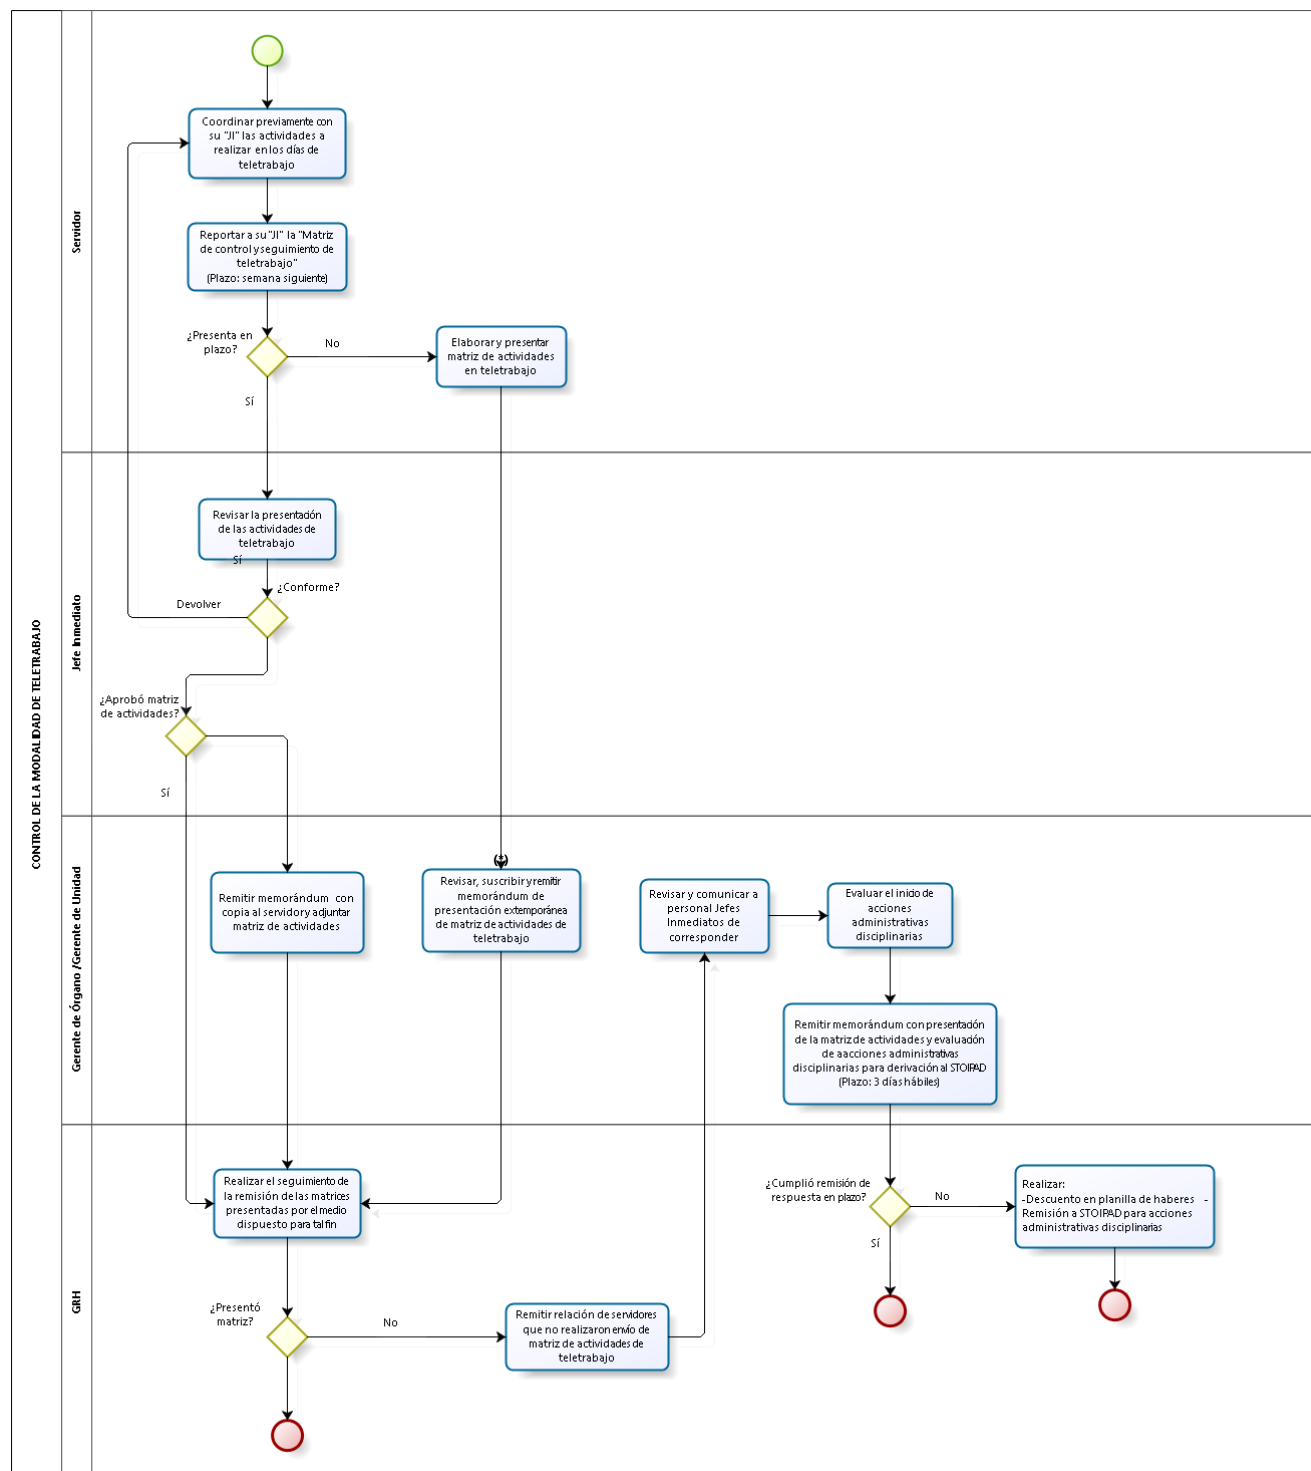 CONTROL DE LA MODALIDAD DE TELETRABAJO
Servidor
Coordinar previamente con
su "JI" las actividades a
realizar en los días de
teletrabajo
Reportar a su "JI" la "Matriz
de control y seguimiento de
teletrabajo"
(Plazo: semana siguiente)
¿Presenta en
plazo?
No
Elaborar y presentar
matriz de actividades
en teletrabajo
Sí
Jefe Inmediato
Revisar la presentación
de las actividades de
teletrabajo
Sí
¿Conforme?
Devolver
¿Aprobó matriz
de actividades?
Sí
Gerente de Órgano /Gerente de Unidad
(*)
Remitir memorándum con
copia al servidor y adjuntar
matriz de actividades
Revisar, suscribir y remitir
memorándum de
presentación extemporánea
de matriz de actividades de
teletrabajo
Revisar y comunicar a
personal Jefes
Inmediatos de
corresponder
Evaluar el inicio de
acciones
administrativas
disciplinarias
Remitir memorándum con presentación
de la matriz de actividades y evaluación
de aacciones administrativas
disciplinarias para derivación al STOIPAD
(Plazo: 3 días hábiles)
GRH
Realizar el seguimiento de
la remisión de las matrices
presentadas por el medio
dispuesto para tal fin
¿Cumplió remisión de
respuesta en plazo?
No
Realizar:
-Descuento en planilla de haberes -
Remisión a STOIPAD para acciones
administrativas disciplinarias
Sí
¿Presentó
matriz?
No
Remitir relación de servidores
que no realizaron envío de
matriz de actividades de
teletrabajo